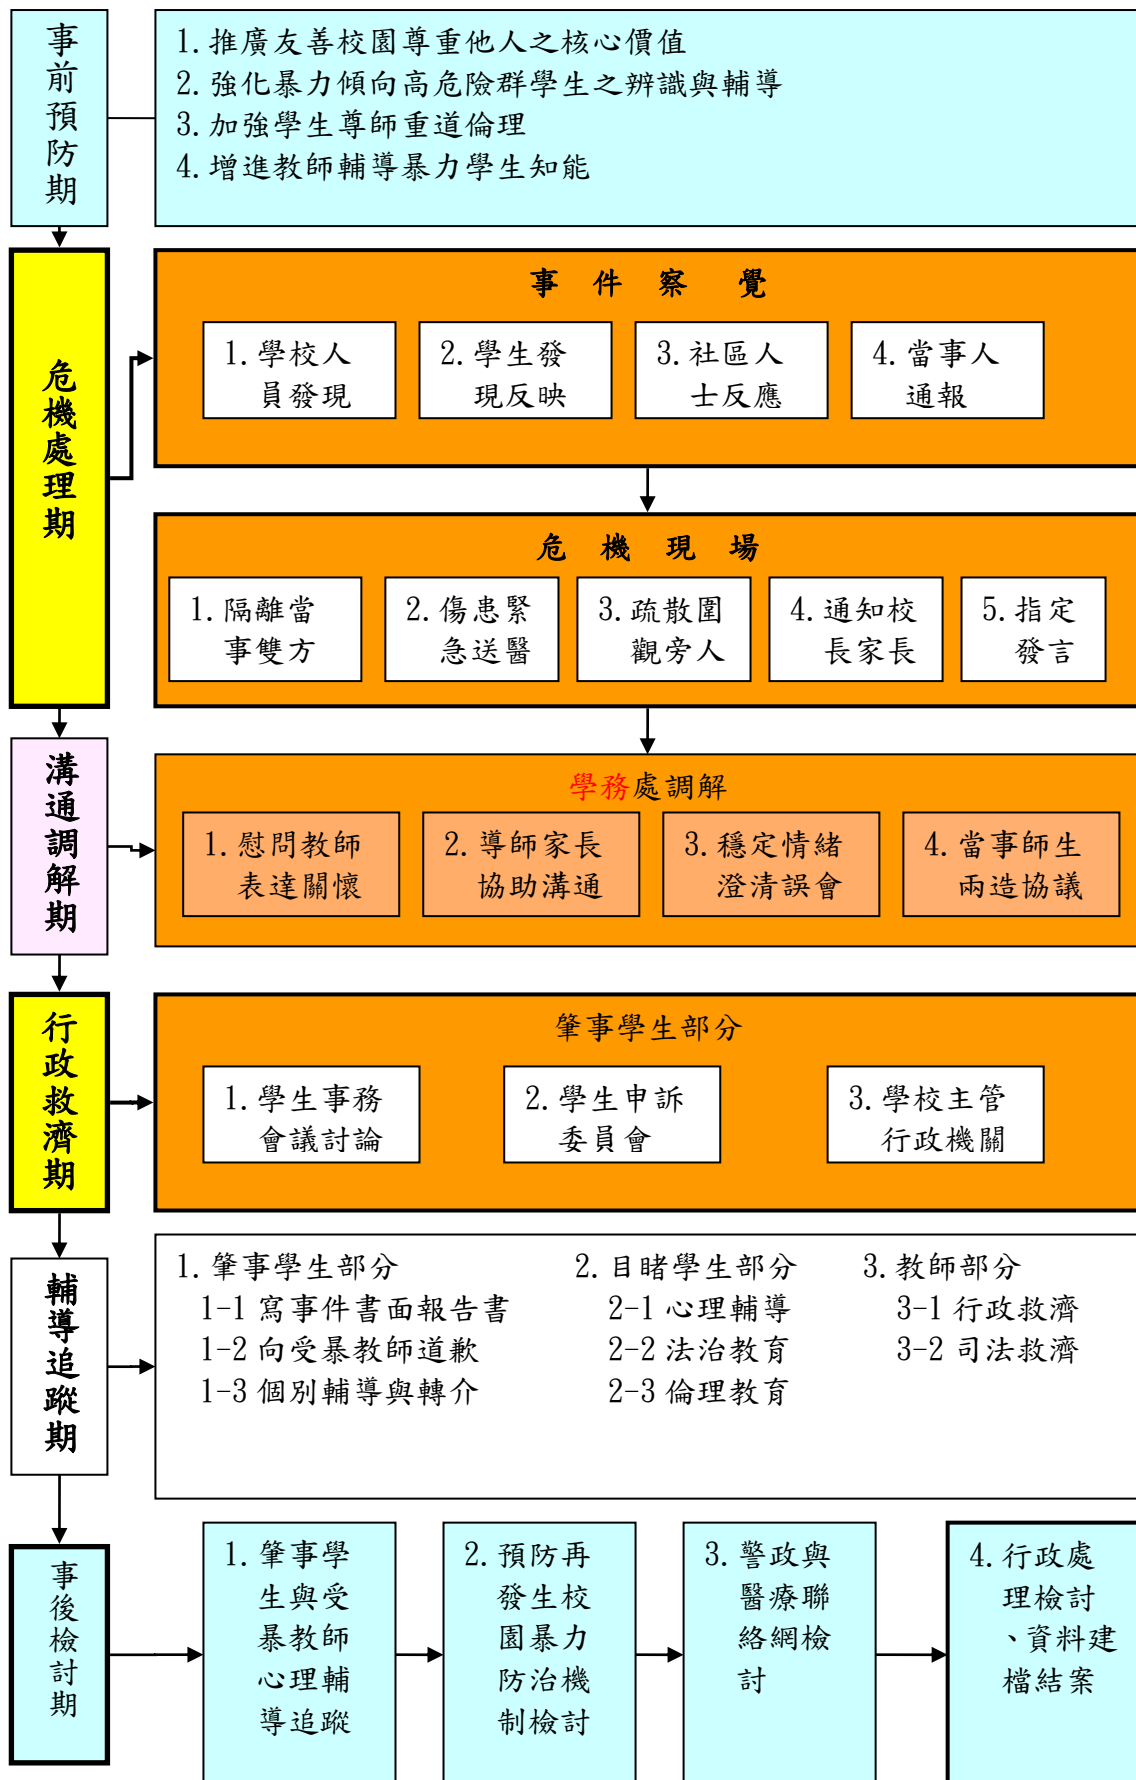 事前預防期
1.推廣友善校園尊重他人之核心價值
2.強化暴力傾向高危險群學生之辨識與輔導
3.加強學生尊師重道倫理
4.增進教師輔導暴力學生知能
危機處理期
事件察覺
1.學校人
員發現
2.學生發
現反映
3.社區人
士反應
4.當事人
通報
危機現場
1.隔離當
事雙方
2.傷患緊
急送醫
3.疏散圍
觀旁人
4.通知校
長家長
5.指定
發言
溝通調解期
學務處調解
1.慰問教師
表達關懷
2.導師家長
協助溝通
3.穩定情緒
澄清誤會
4.當事師生
兩造協議
行政救濟期
肇事學生部分
1.學生事務
會議討論
2.學生申訴
委員會
3.學校主管
行政機關
輔導追蹤期
1.肇事學生部分
1-1 寫事件書面報告書
1-2 向受暴教師道歉
1-3 個別輔導與轉介
2.目睹學生部分
2-1 心理輔導
2-2 法治教育
2-3 倫理教育
3.教師部分
3-1 行政救濟
3-2 司法救濟
事後檢討期
1.肇事學
生與受
暴教師
心理輔
導追蹤
2.預防再
發生校
園暴力
防治機
制檢討
3.警政與
醫療聯
絡網檢
討
4.行政處
理檢討
、資料建
檔結案